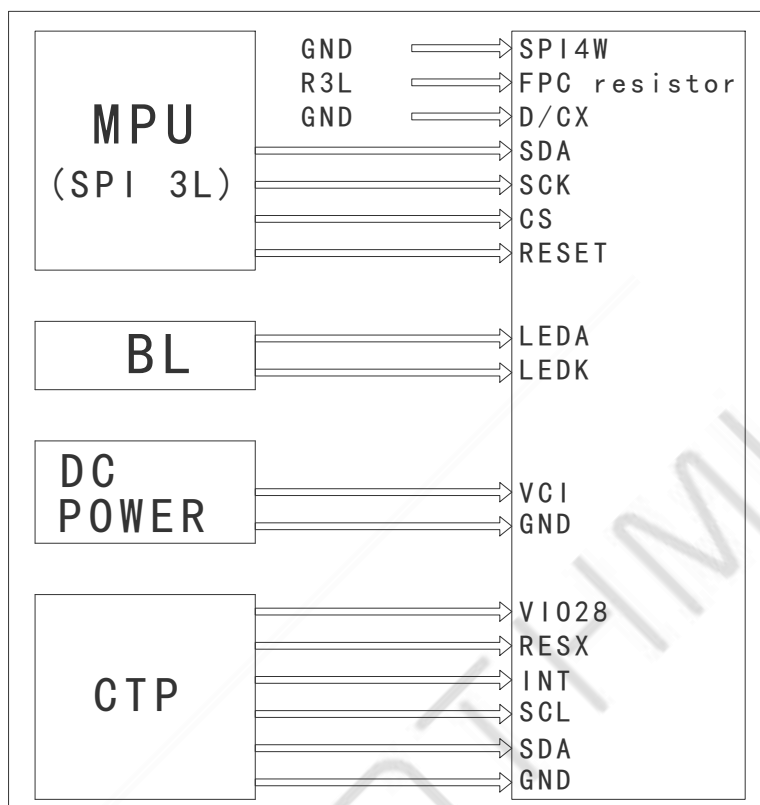 GND SPI4W
R3L FPC resistor
GND D/CX
MPU
(SPI 3L)
SDA
SCK
CS
RESET
BL
LEDA
LEDK
DC
POWER
VCI
GND
CTP
VIO28
RESX
INT
SCL
SDA
GND